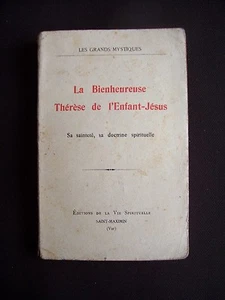 LES GRANDS MYSTIQUES
La Bienheureuse
Thérèse de l'Enfant-Jésus
Sa sainteté, sa doctrine spirituelle
EDITIONS DE LA VIE SPIRITUELLE
SAINT-MAXIMIN
(Var)